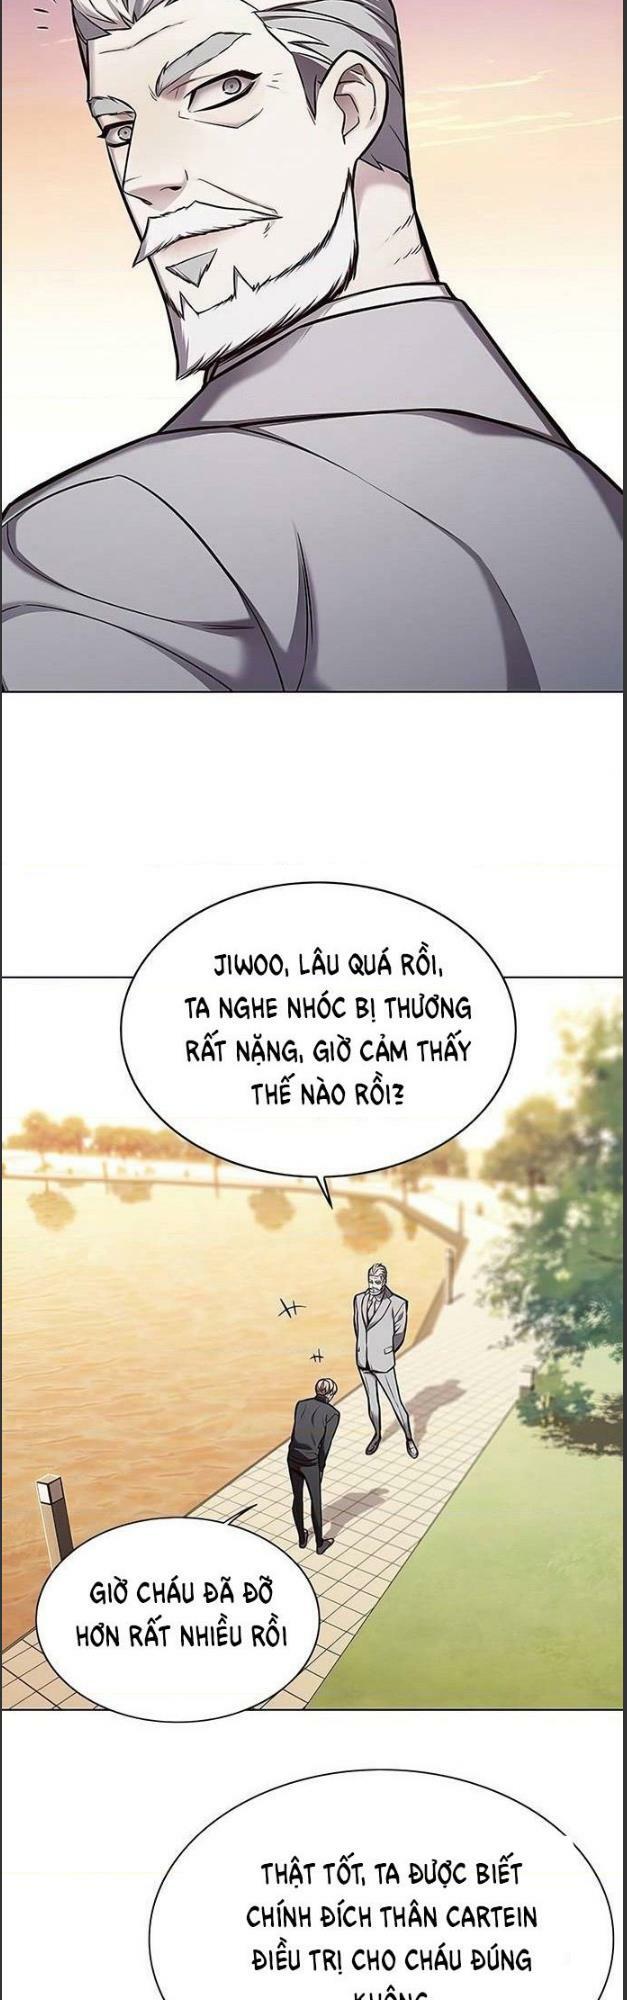 JIWOO, LÂU QUÁ RỒI,
TA NGHE NHÓC BỊ THƯƠNG
RẤT NẶNG, GIỜ CẢM THẤY
THẾ NÀO RỒI?
GIỜ CHÁU ĐÃ ĐỠ
HƠN RẤT NHIỀU RỒI
THẬT TỐT, TA ĐƯỢC BIẾT
CHÍNH ĐÍCH THÂN CARTEIN
ĐIỀU TRỊ CHO CHÁU ĐÚNG
KHÔNG